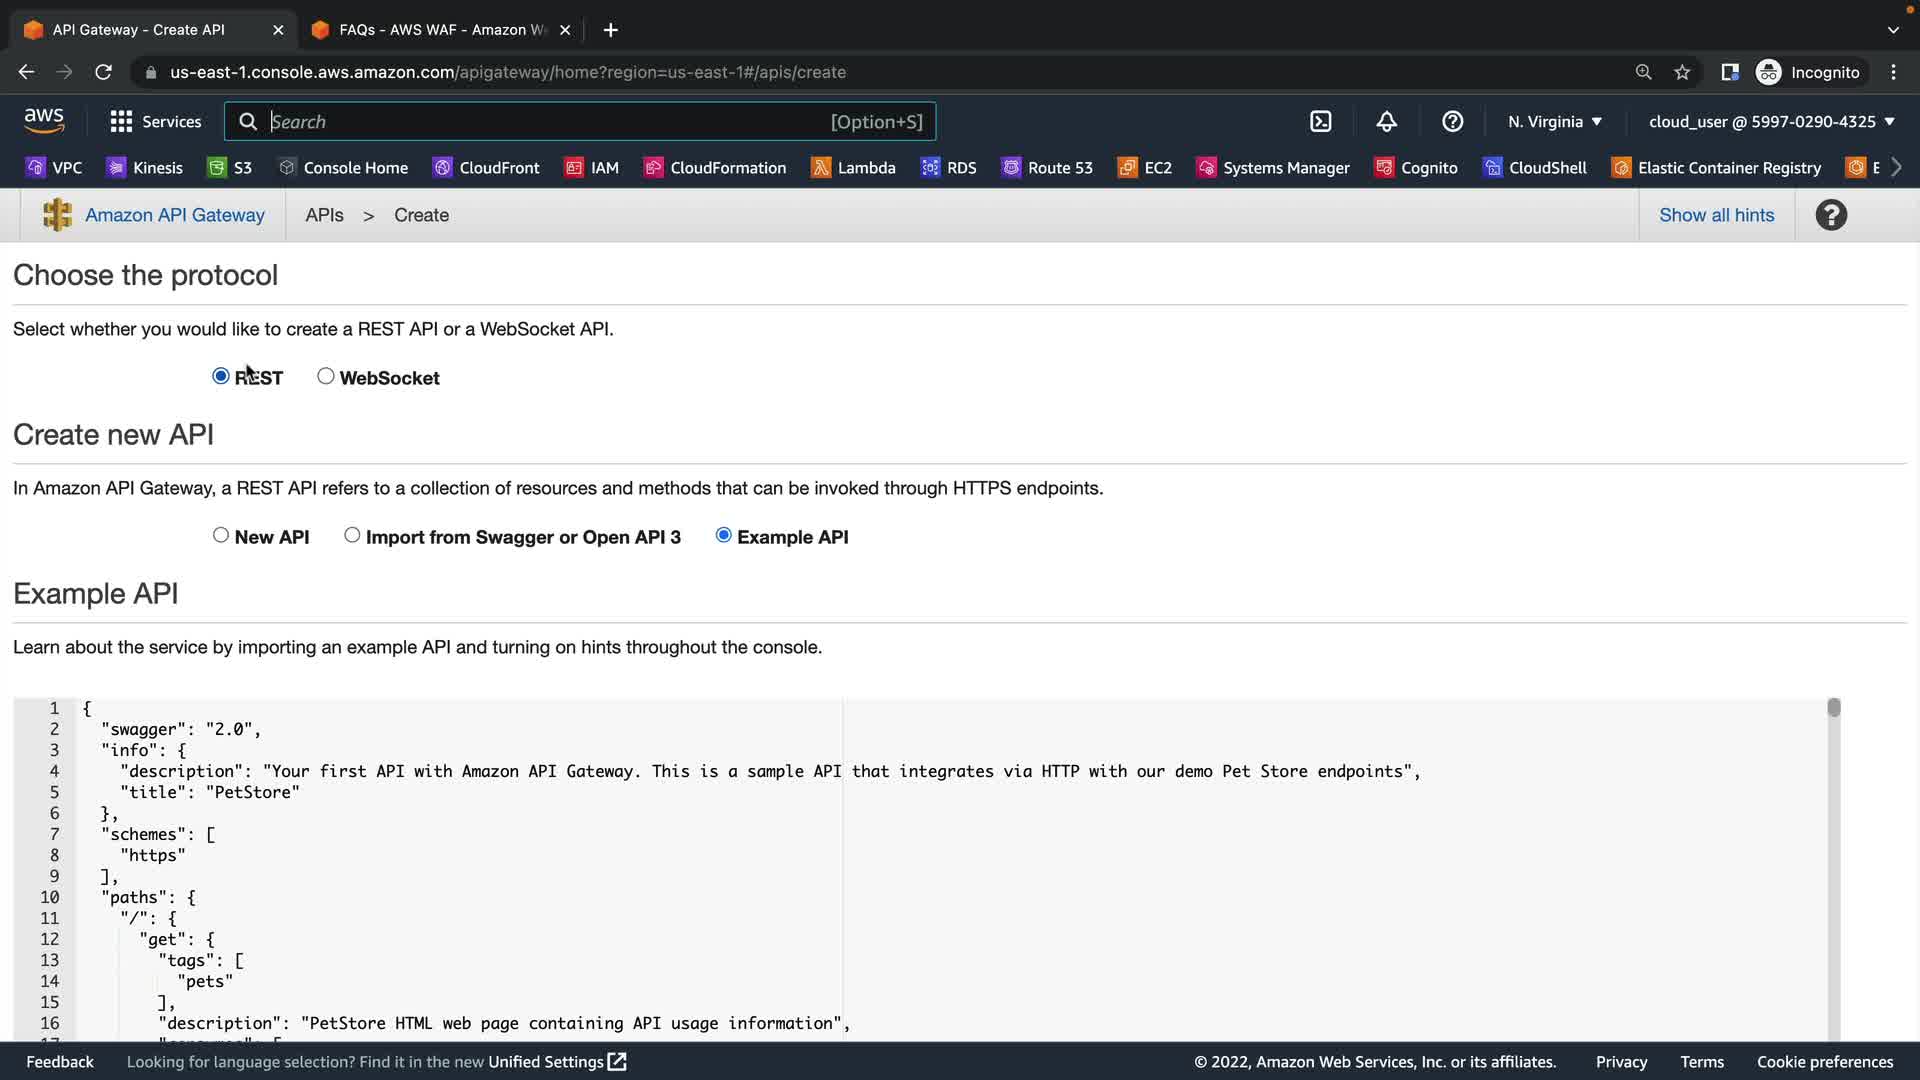 API Gateway - Create API
FAQs - AWS WAF - Amazon W
us-east-1.console.aws.amazon.com/apigateway/home?region=us-east-1#/apis/create
Incognito
aws
Services
Search
[Option+S]
N. Virginia
cloud_user @ 5997-0290-4325
VPC
Kinesis
S3
Console Home
CloudFront
IAM
CloudFormation
Lambda
RDS
Route 53
EC2
Systems Manager
Cognito
CloudShell
Elastic Container Registry
E
Amazon API Gateway
APIs > Create
Show all hints
Choose the protocol
Select whether you would like to create a REST API or a WebSocket API.
REST
WebSocket
Create new API
In Amazon API Gateway, a REST API refers to a collection of resources and methods that can be invoked through HTTPS endpoints.
New API
Import from Swagger or Open API 3
Example API
Example API
Learn about the service by importing an example API and turning on hints throughout the console.
1 {
2 "swagger": "2.0",
3 "info": {
4 "description": "Your first API with Amazon API Gateway. This is a sample API that integrates via HTTP with our demo Pet Store endpoints",
5 "title": "PetStore"
6 },
7 "schemes": [
8 "https"
9 ],
10 "paths": {
11 "/": {
12 "get": {
13 "tags": [
14 "pets"
15 ],
16 "description": "PetStore HTML web page containing API usage information",
Feedback
Looking for language selection? Find it in the new Unified Settings
© 2022, Amazon Web Services, Inc. or its affiliates.
Privacy
Terms
Cookie preferences